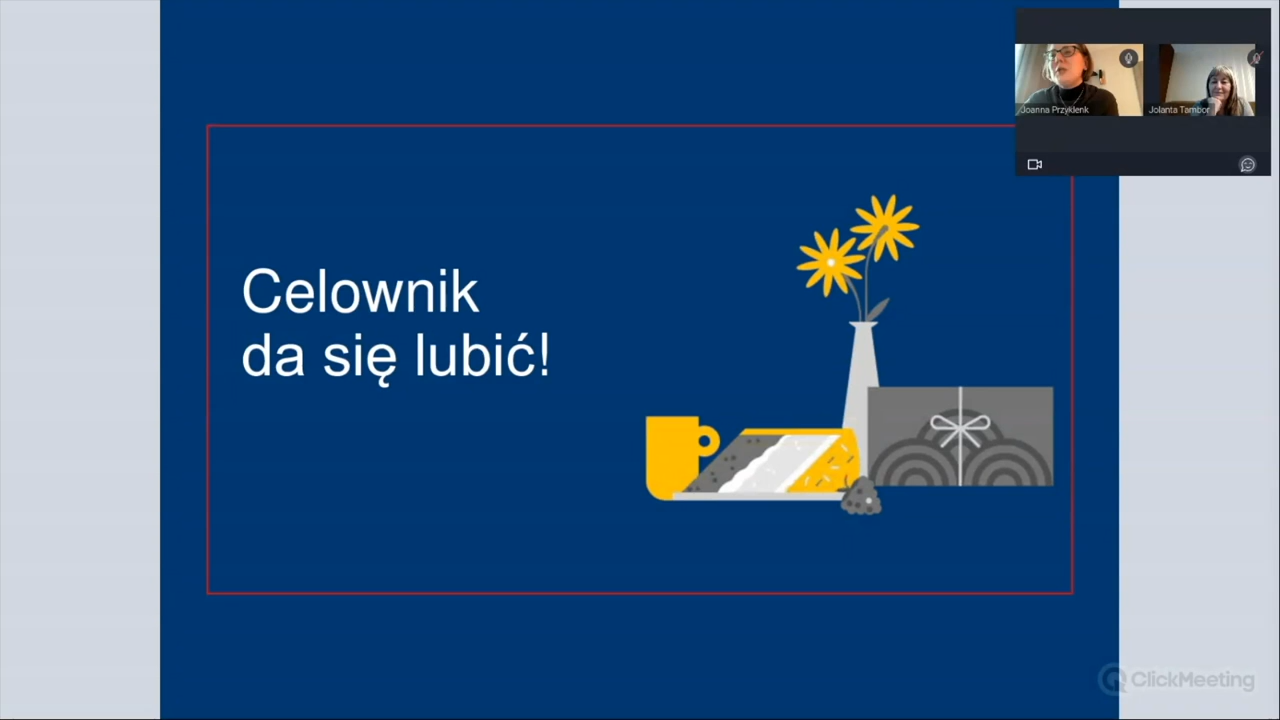 Celownik
da się lubić!
Joanna Przyklenk
Jolanta Tambor
ClickMeeting